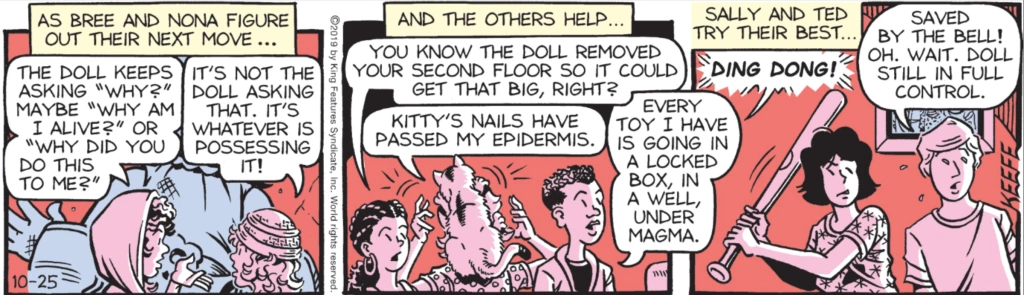 AS BREE AND NONA FIGURE
OUT THEIR NEXT MOVE...
THE DOLL KEEPS
ASKING "WHY?"
MAYBE "WHY AM
I ALIVE?" OR
"WHY DID YOU
DO THIS
TO ME?"
IT'S NOT THE
DOLL ASKING
THAT. IT'S
WHATEVER IS
POSSESSING
IT!
10-25
©2019 by King Features Syndicate, Inc. World rights reserved.
AND THE OTHERS HELP...
YOU KNOW THE DOLL REMOVED
YOUR SECOND FLOOR SO IT COULD
GET THAT BIG, RIGHT?
KITTY'S NAILS HAVE
PASSED MY EPIDERMIS.
EVERY
TOY I HAVE
IS GOING IN
A LOCKED
BOX, IN
A WELL,
UNDER
MAGMA.
SALLY AND TED
TRY THEIR BEST...
DING DONG!
SAVED
BY THE BELL!
OH. WAIT. DOLL
STILL IN FULL
CONTROL.